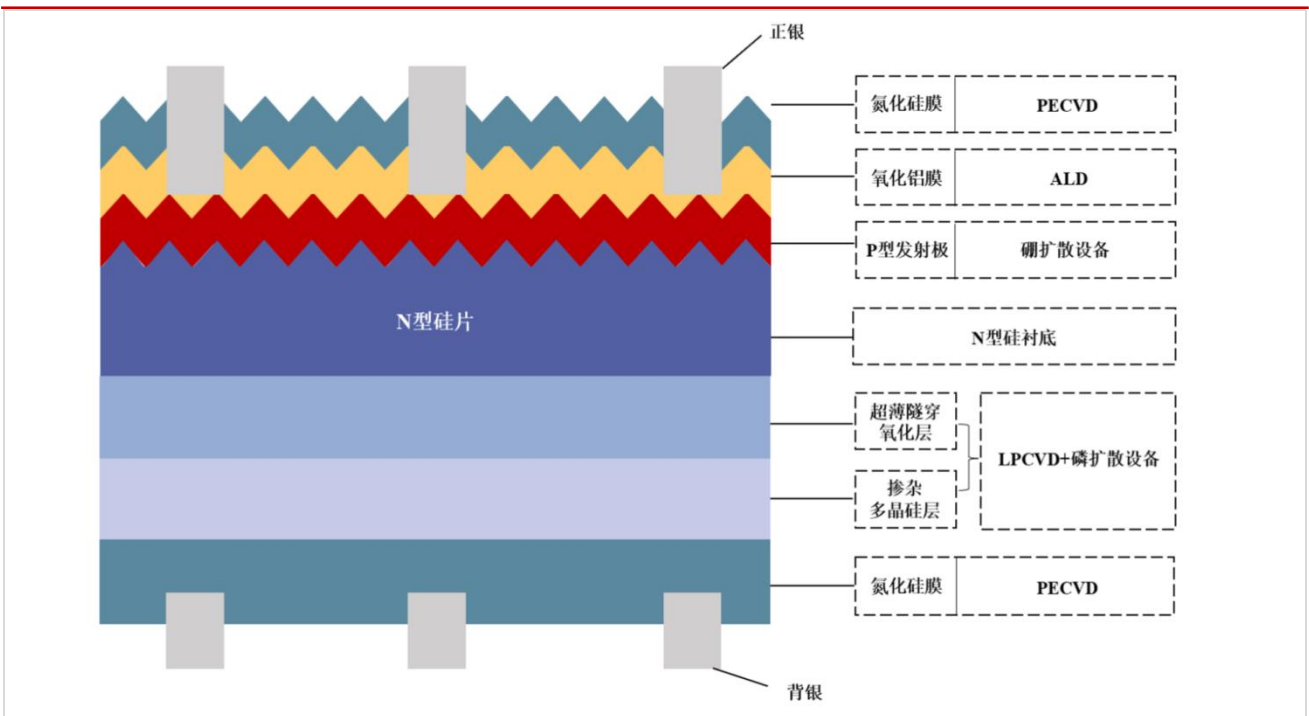 正银
氮化硅膜 PECVD
氧化铝膜 ALD
P型发射极 硼扩散设备
N型硅片
N型硅衬底
超薄隧穿
氧化层
LPCVD+磷扩散设备
掺杂
多晶硅层
氮化硅膜 PECVD
背银